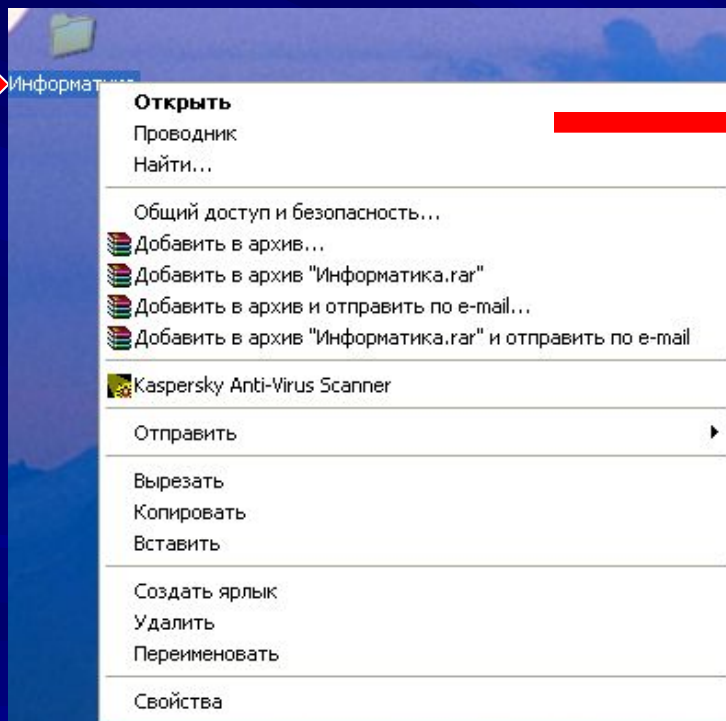 Открыть
Проводник
Найти...
Общий доступ и безопасность...
Добавить в архив...
Добавить в архив "Информатика.rar"
Добавить в архив и отправить по e-mail...
Добавить в архив "Информатика.rar" и отправить по e-mail
Kaspersky Anti-Virus Scanner
Отправить
Вырезать
Копировать
Вставить
Создать ярлык
Удалить
Переименовать
Свойства